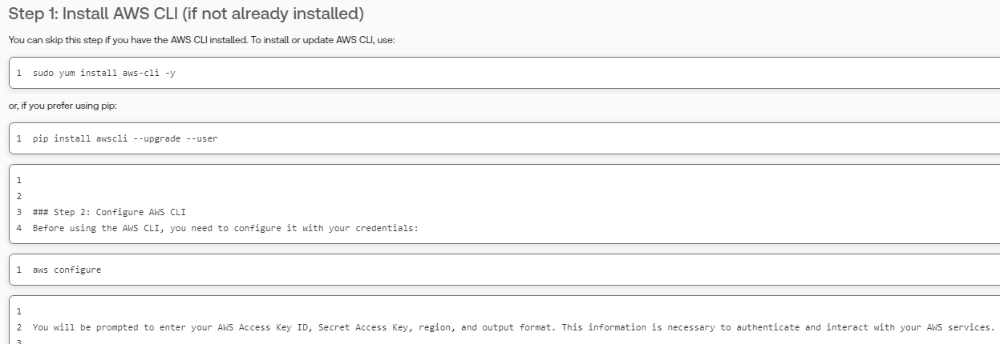 Step 1: Install AWS CLI (if not already installed)
You can skip this step if you have the AWS CLI installed. To install or update AWS CLI, use:
1 sudo yum install aws-cli -y
or, if you prefer using pip:
1 pip install awscli --upgrade --user
1
2
3 ### Step 2: Configure AWS CLI
4 Before using the AWS CLI, you need to configure it with your credentials:
1 aws configure
1
2 You will be prompted to enter your AWS Access Key ID, Secret Access Key, region, and output format. This information is necessary to authenticate and interact with your AWS services.
3